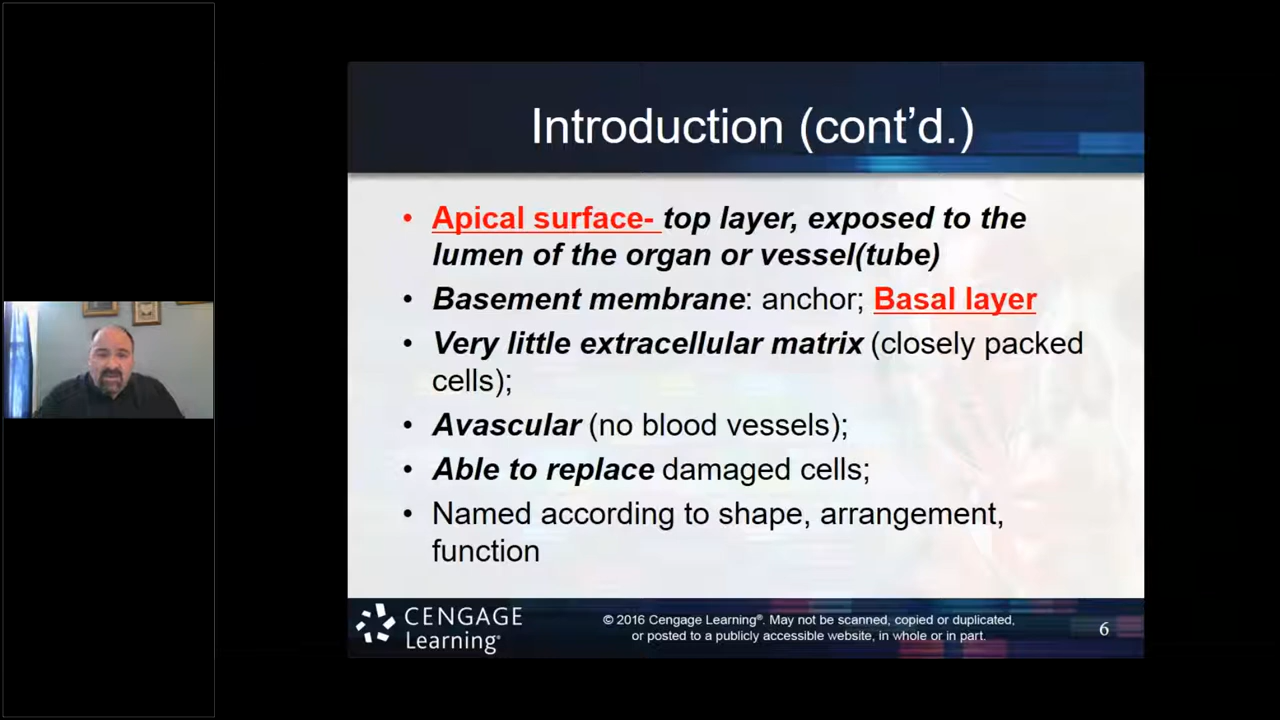 Introduction (cont’d.)
• Apical surface- top layer, exposed to the
lumen of the organ or vessel(tube)
• Basement membrane: anchor; Basal layer
• Very little extracellular matrix (closely packed
cells);
• Avascular (no blood vessels);
• Able to replace damaged cells;
• Named according to shape, arrangement,
function
CENGAGE
Learning®
© 2016 Cengage Learning®. May not be scanned, copied or duplicated,
or posted to a publicly accessible website, in whole or in part.
6